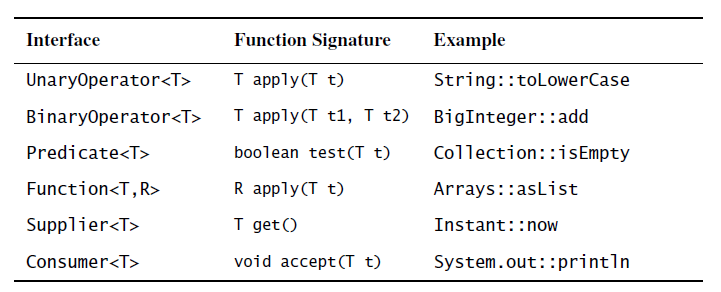 Interface Function Signature Example
UnaryOperator<T> T apply(T t) String::toLowerCase
BinaryOperator<T> T apply(T t1, T t2) BigInteger::add
Predicate<T> boolean test(T t) Collection::isEmpty
Function<T,R> R apply(T t) Arrays::asList
Supplier<T> T get() Instant::now
Consumer<T> void accept(T t) System.out::println